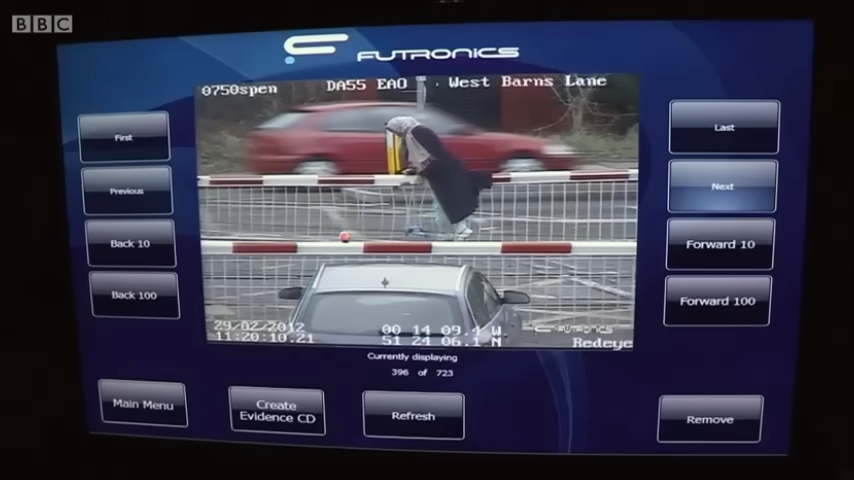 BBC
FUTRONICS
0750spen DA55 EAO West Barns Lane
First
Previous
Back 10
Back 100
Last
Next
Forward 10
Forward 100
29/02/2012 00 14 09.4 W FUTRONICS
11:20:10.21 51 24 06.1 N Redeye
Currently displaying
396 of 723
Main Menu
Create
Evidence CD
Refresh
Remove